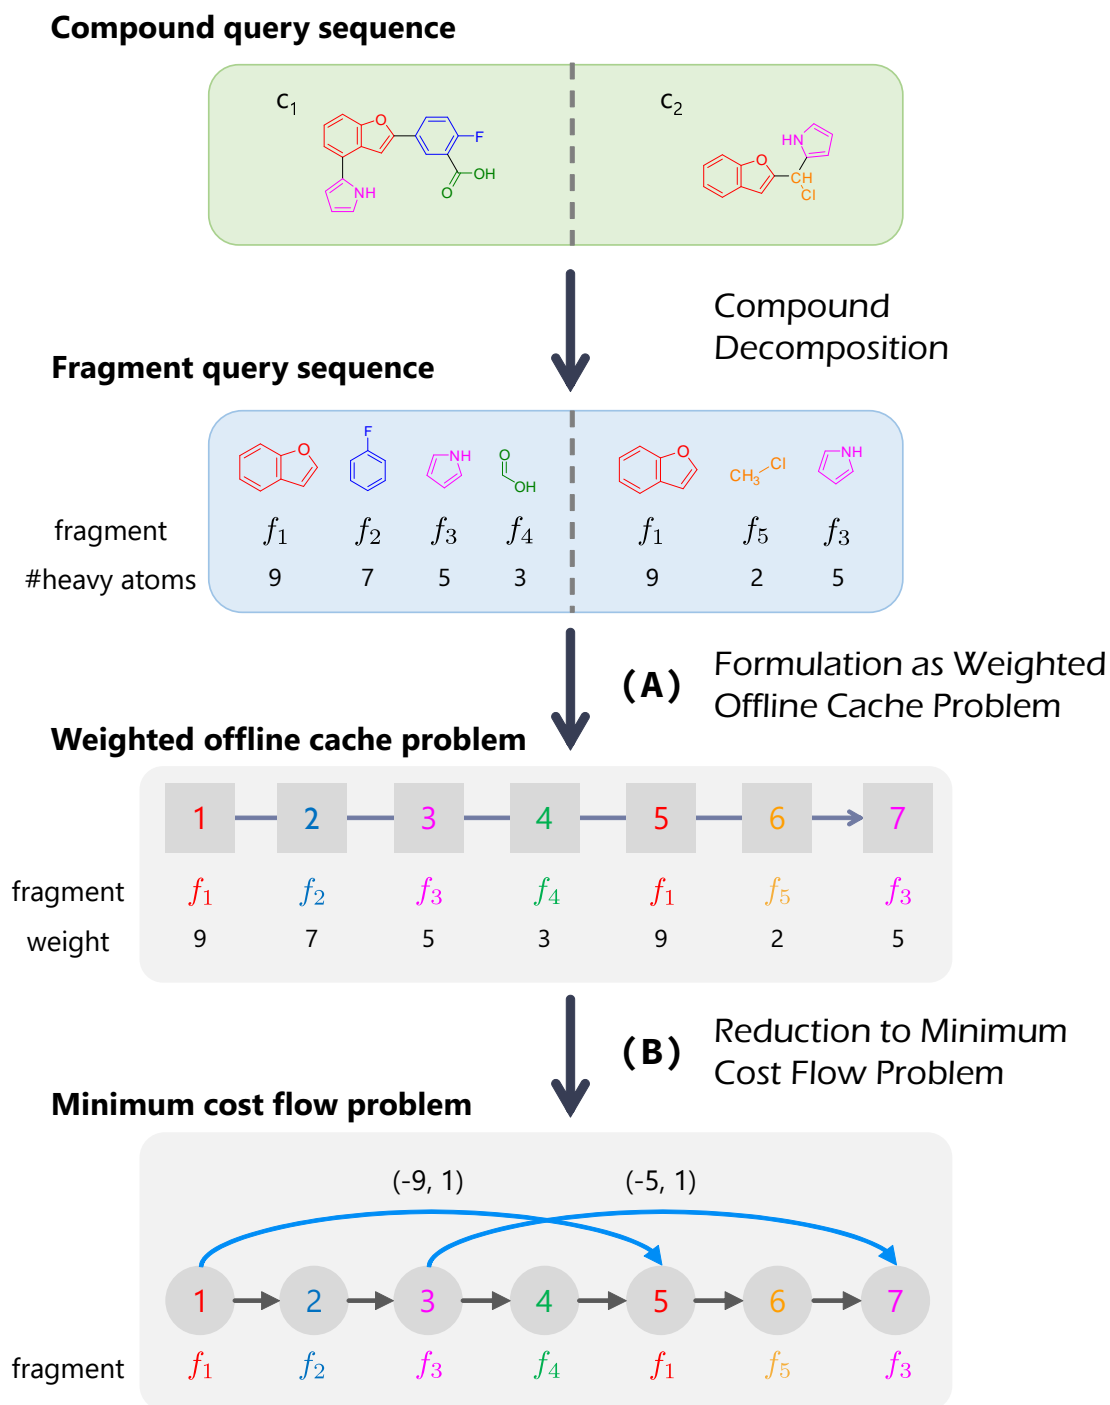 Compound query sequence
c1 c2
O F OH O NH
HN O CH Cl
Compound
Decomposition
Fragment query sequence
O F NH O OH O CH3 Cl NH
fragment f1 f2 f3 f4 f1 f5 f3
#heavy atoms 9 7 5 3 9 2 5
(A) Formulation as Weighted
Offline Cache Problem
Weighted offline cache problem
1 2 3 4 5 6 7
fragment f1 f2 f3 f4 f1 f5 f3
weight 9 7 5 3 9 2 5
(B) Reduction to Minimum
Cost Flow Problem
Minimum cost flow problem
(-9, 1) (-5, 1)
1 2 3 4 5 6 7
fragment f1 f2 f3 f4 f1 f5 f3